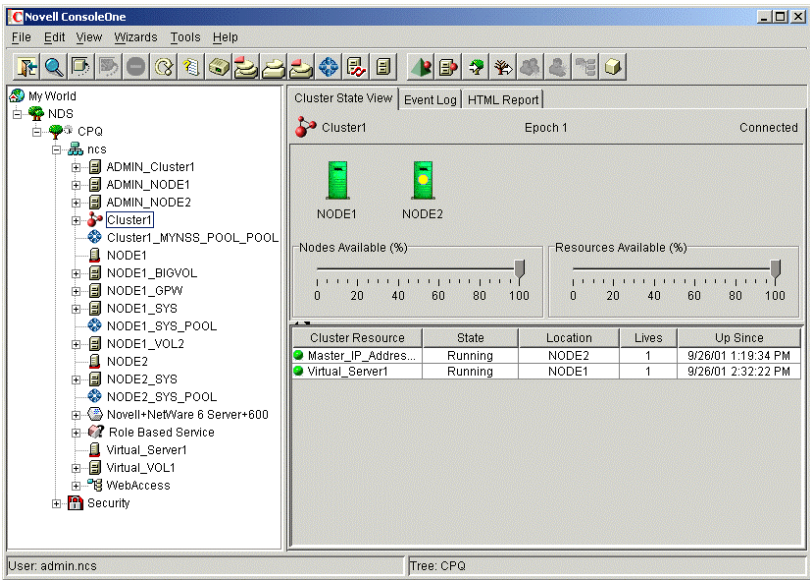 Novell ConsoleOne
File Edit View Wizards Tools Help
My World
NDS
CPQ
ncs
ADMIN_Cluster1
ADMIN_NODE1
ADMIN_NODE2
Cluster1
Cluster1_MYNSS_POOL_POOL
NODE1
NODE1_BIGVOL
NODE1_GPW
NODE1_SYS
NODE1_SYS_POOL
NODE1_VOL2
NODE2
NODE2_SYS
NODE2_SYS_POOL
Novell+NetWare 6 Server+600
Role Based Service
Virtual_Server1
Virtual_VOL1
WebAccess
Security
Cluster State View Event Log HTML Report
Cluster1 Epoch 1 Connected
NODE1 NODE2
Nodes Available (%) Resources Available (%)
0 20 40 60 80 100 0 20 40 60 80 100
Cluster Resource State Location Lives Up Since
Master_IP_Addres... Running NODE2 1 9/26/01 1:19:34 PM
Virtual_Server1 Running NODE1 1 9/26/01 2:32:22 PM
User: admin.ncs Tree: CPQ